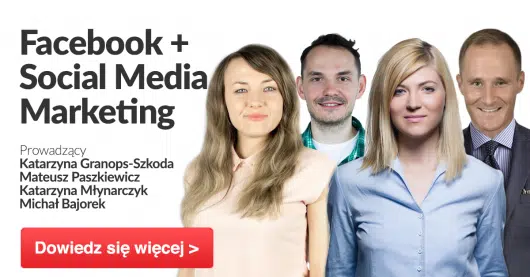 Facebook +
Social Media
Marketing
Prowadzący
Katarzyna Granops-Szkoda
Mateusz Paszkiewicz
Katarzyna Młynarczyk
Michał Bajorek
Dowiedz się więcej >